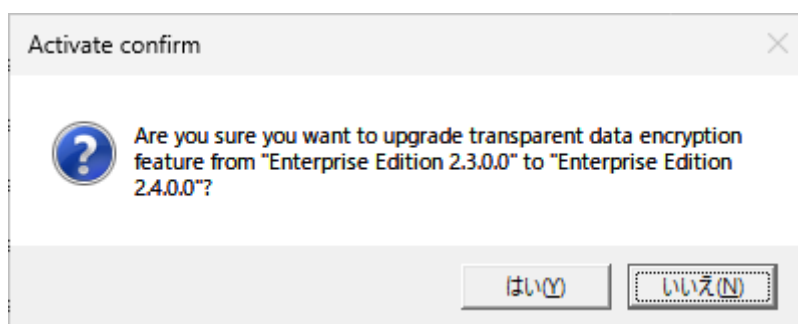 Activate confirm
Are you sure you want to upgrade transparent data encryption
feature from "Enterprise Edition 2.3.0.0" to "Enterprise Edition
2.4.0.0"?
はい(Y)
いいえ(N)